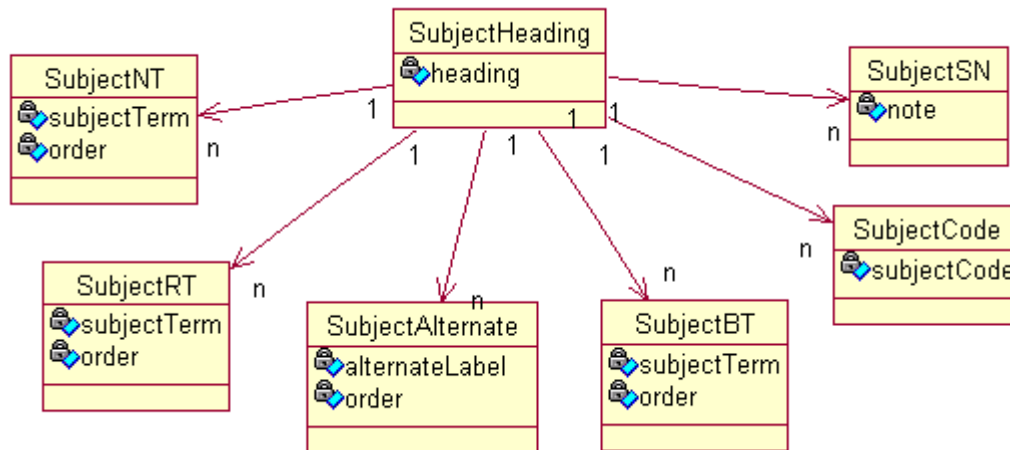 SubjectHeading
heading
SubjectNT
subjectTerm
order
SubjectSN
note
1
n
1
1
1
1
1
n
SubjectCode
subjectCode
n
SubjectRT
subjectTerm
order
n
SubjectAlternate
alternateLabel
order
n
SubjectBT
subjectTerm
order
n